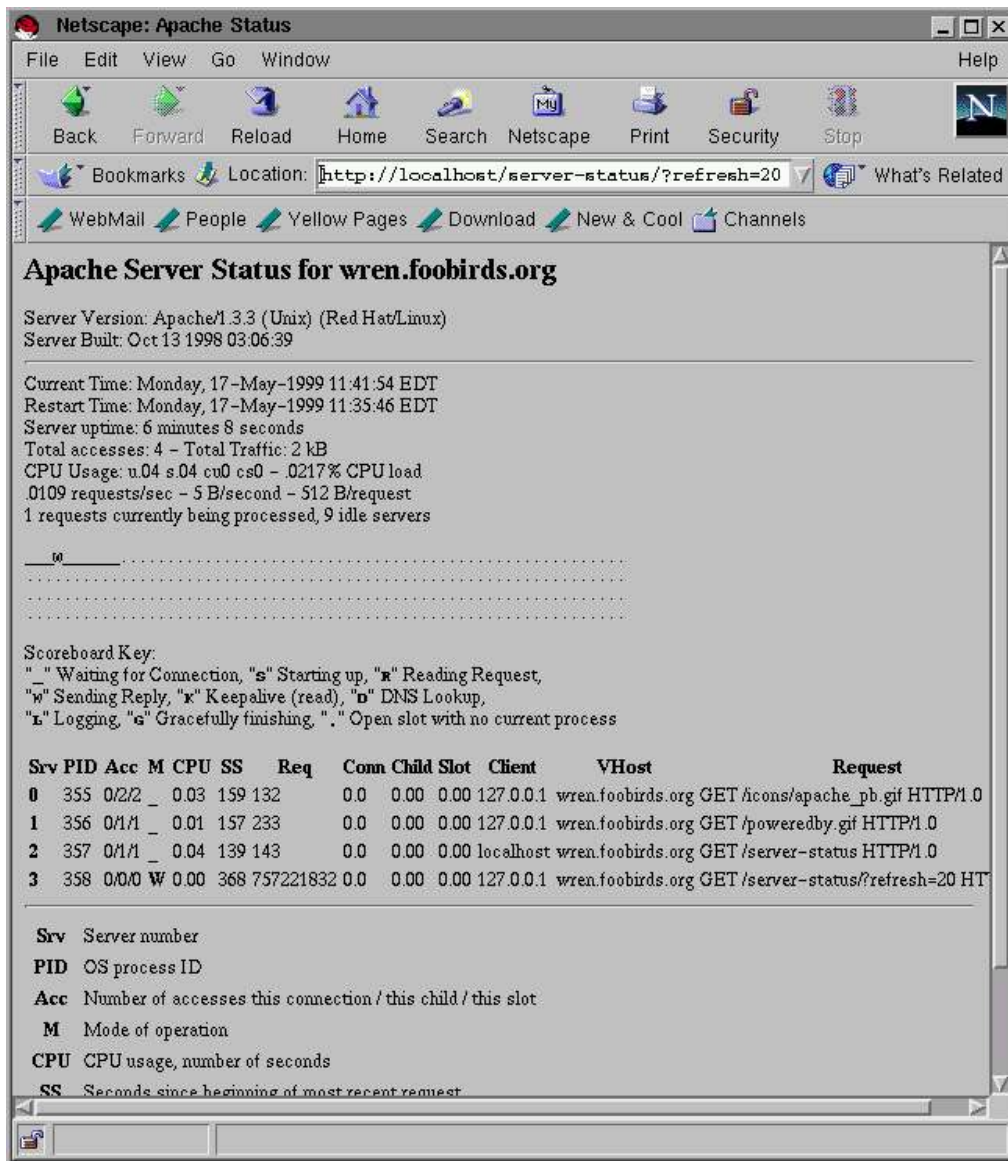 Netscape: Apache Status
File Edit View Go Window Help
Back Forward Reload Home Search Netscape Print Security Stop
My
N
Bookmarks Location: http://localhost/server-status/?refresh=20 What's Related
WebMail People Yellow Pages Download New & Cool Channels
Apache Server Status for wren.foobirds.org
Server Version: Apache/1.3.3 (Unix) (Red Hat/Linux)
Server Built: Oct 13 1998 03:06:39
Current Time: Monday, 17-May-1999 11:41:54 EDT
Restart Time: Monday, 17-May-1999 11:35:46 EDT
Server uptime: 6 minutes 8 seconds
Total accesses: 4 - Total Traffic: 2 kB
CPU Usage: u.04 s.04 cu0 cs0 - .0217% CPU load
.0109 requests/sec - 5 B/second - 512 B/request
1 requests currently being processed, 9 idle servers
___W______......................................................
................................................................
................................................................
................................................................
Scoreboard Key:
"_" Waiting for Connection, "S" Starting up, "R" Reading Request,
"W" Sending Reply, "K" Keepalive (read), "D" DNS Lookup,
"L" Logging, "G" Gracefully finishing, "." Open slot with no current process
Srv PID Acc M CPU SS Req Conn Child Slot Client VHost Request
0 355 0/2/2 _ 0.03 159 132 0.0 0.00 0.00 127.0.0.1 wren.foobirds.org GET /icons/apache_pb.gif HTTP/1.0
1 356 0/1/1 _ 0.01 157 233 0.0 0.00 0.00 127.0.0.1 wren.foobirds.org GET /poweredby.gif HTTP/1.0
2 357 0/1/1 _ 0.04 139 143 0.0 0.00 0.00 localhost wren.foobirds.org GET /server-status HTTP/1.0
3 358 0/0/0 W 0.00 368 757221832 0.0 0.00 0.00 127.0.0.1 wren.foobirds.org GET /server-status/?refresh=20 HT
Srv Server number
PID OS process ID
Acc Number of accesses this connection / this child / this slot
M Mode of operation
CPU CPU usage, number of seconds
SS Seconds since beginning of most recent request